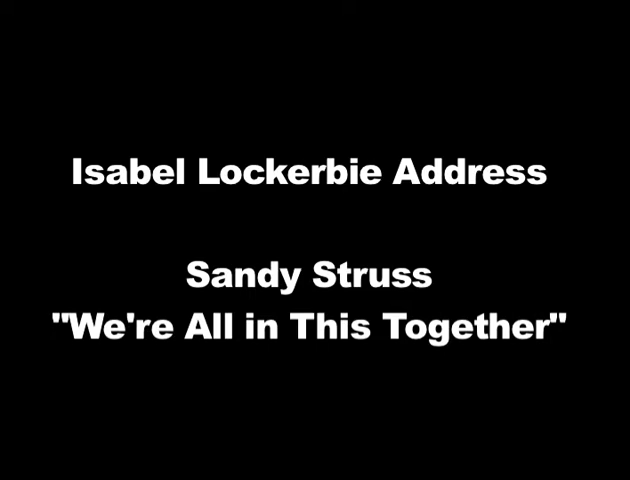 Isabel Lockerbie Address
Sandy Struss
"We're All in This Together"